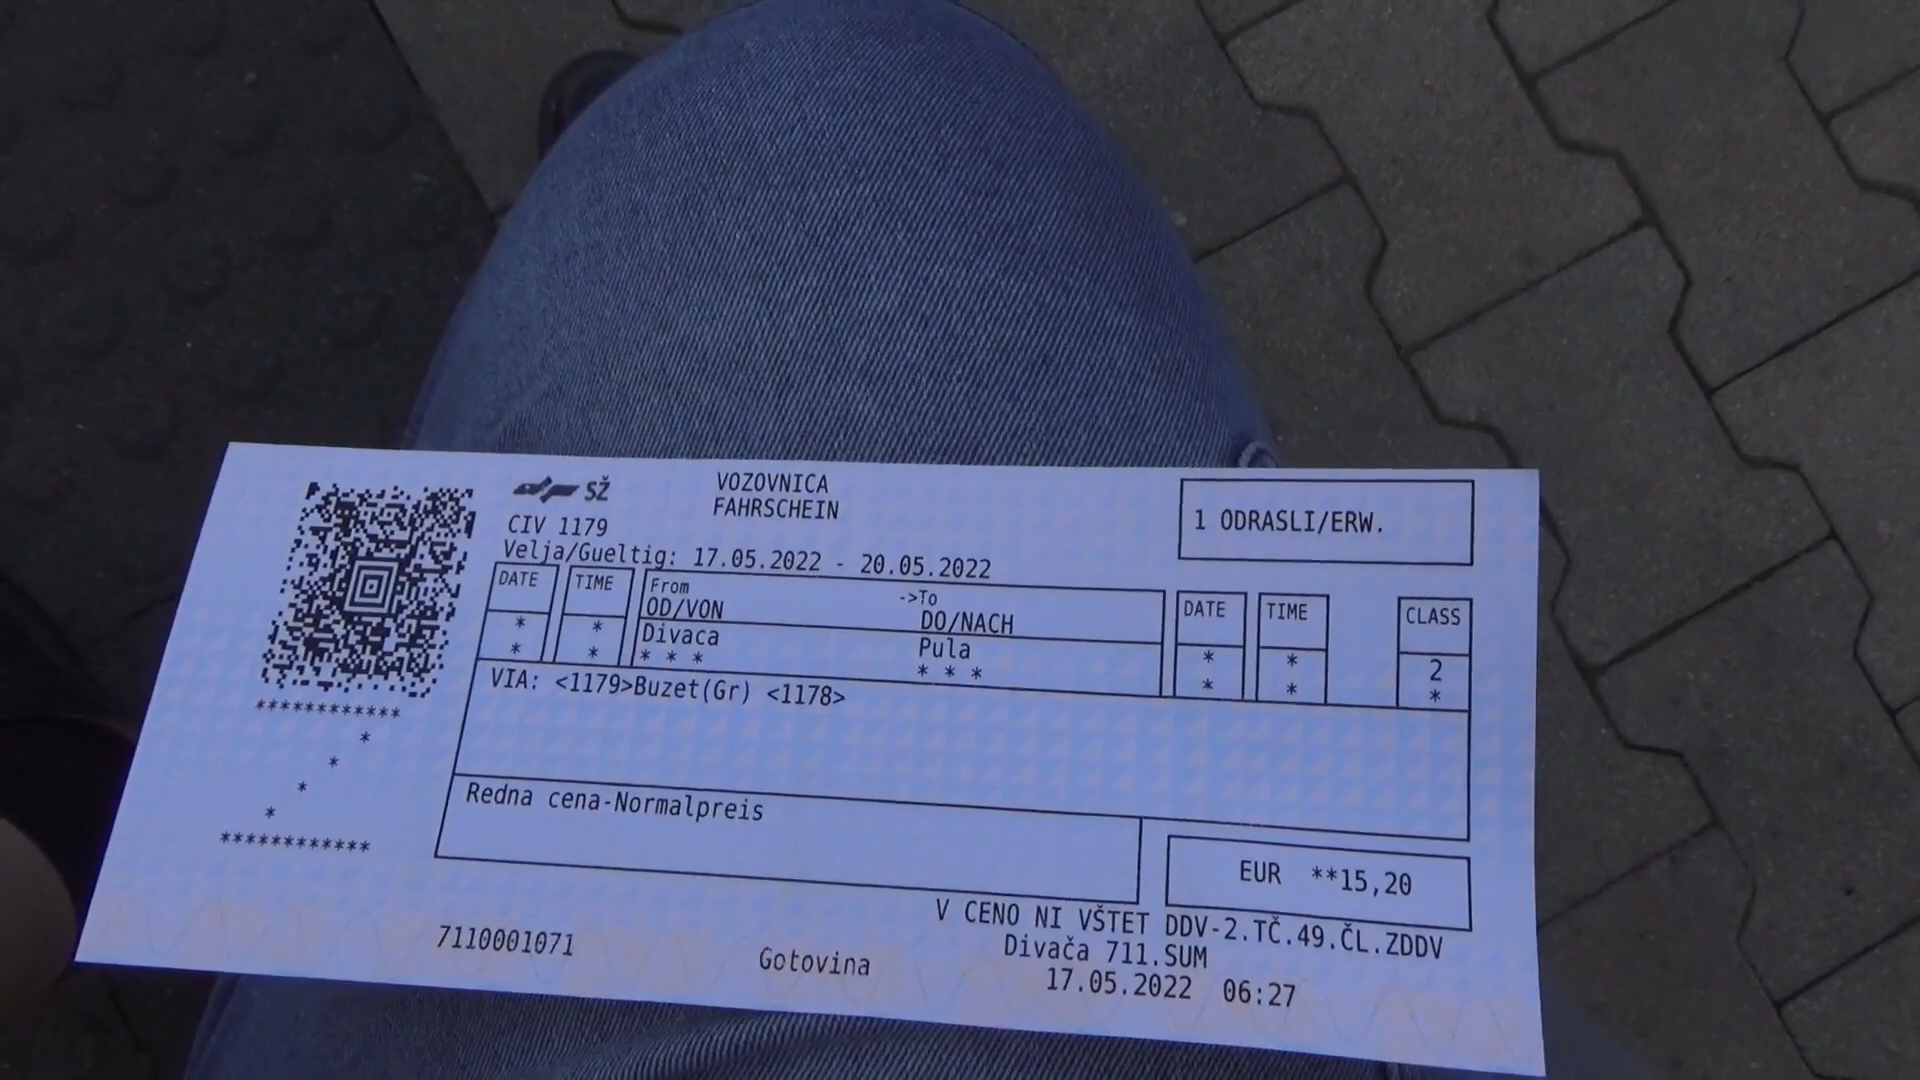 SŽ
VOZOVNICA
FAHRSCHEIN
1 ODRASLI/ERW.
CIV 1179
Velja/Gueltig: 17.05.2022 - 20.05.2022
DATE TIME From ->To DATE TIME CLASS
OD/VON DO/NACH
* * Divaca Pula * * 2
* * * * * * * * * * *
VIA: <1179>Buzet(Gr) <1178>
************
*
*
*
*
************
Redna cena-Normalpreis
EUR **15,20
V CENO NI VŠTET DDV-2.TČ.49.ČL.ZDDV
7110001071 Gotovina Divača 711.SUM
17.05.2022 06:27